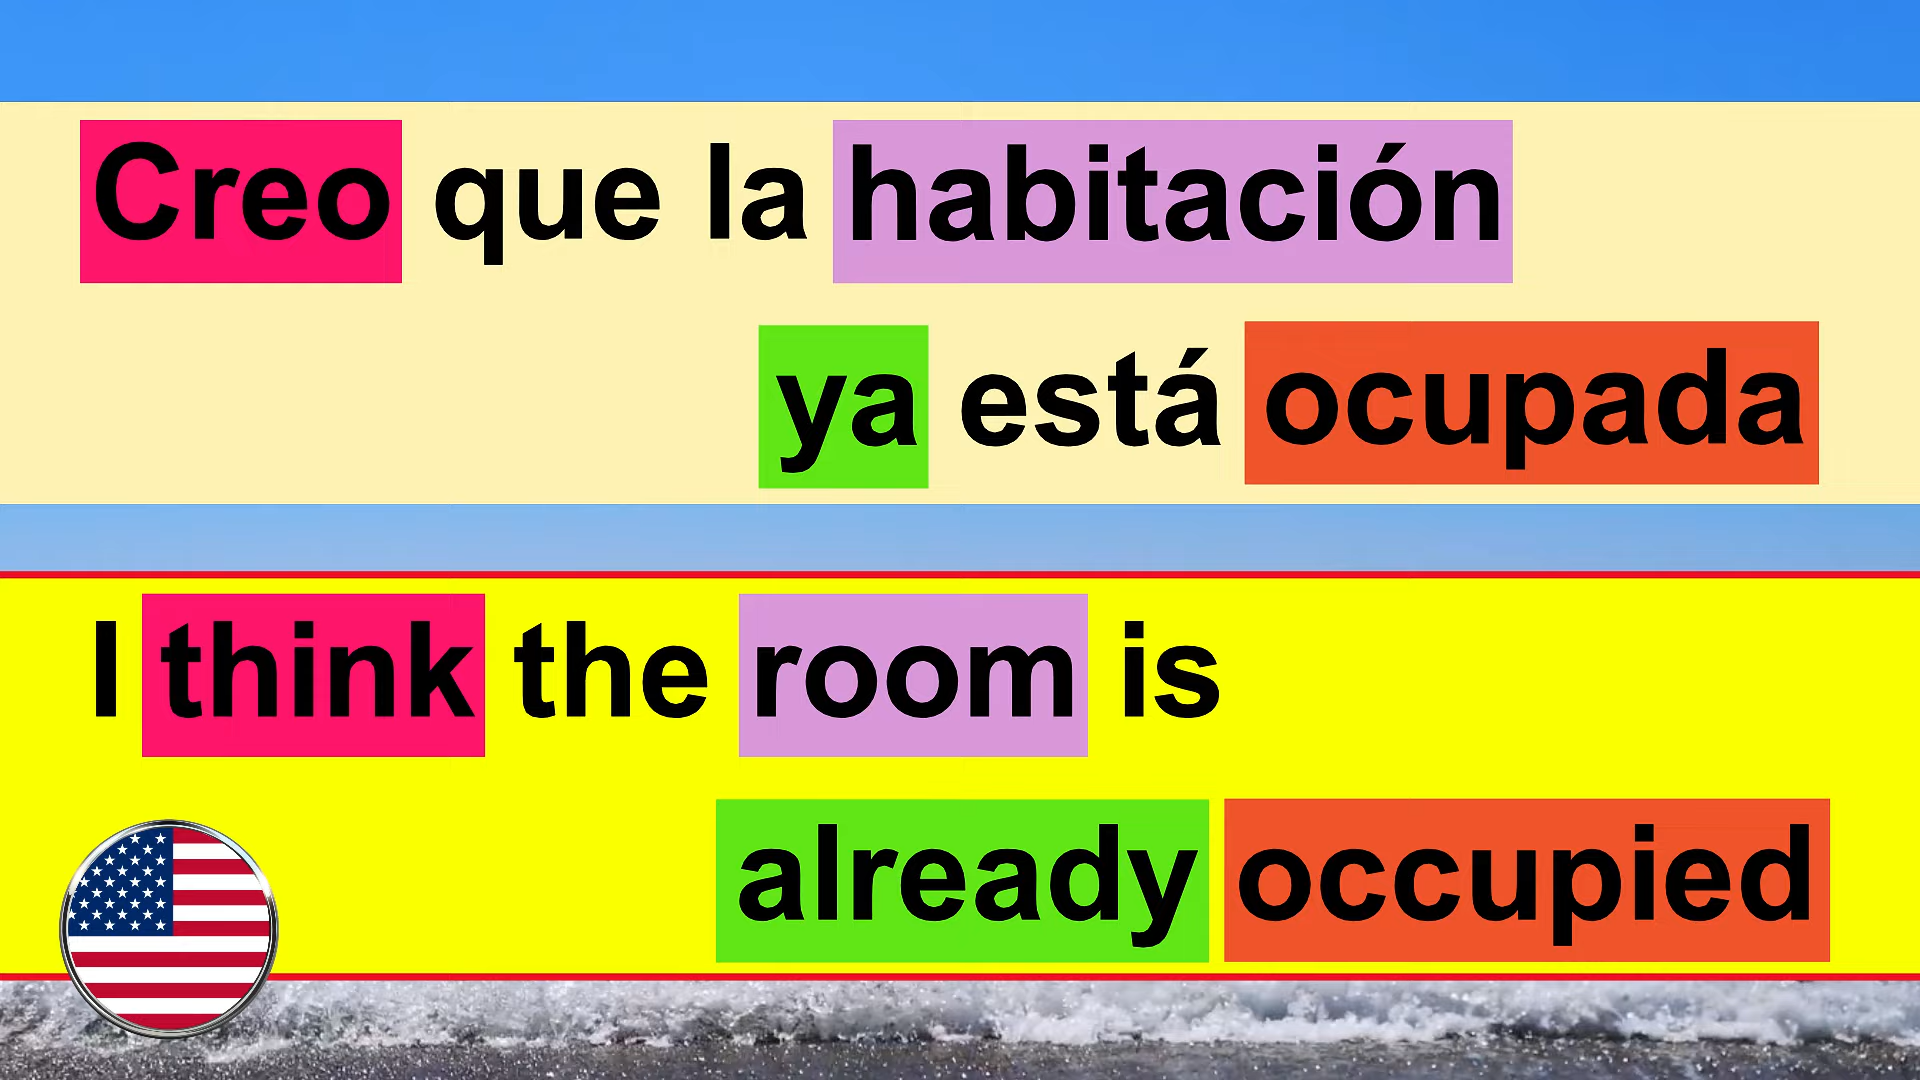 Creo que la habitación
ya está ocupada
I think the room is
already occupied